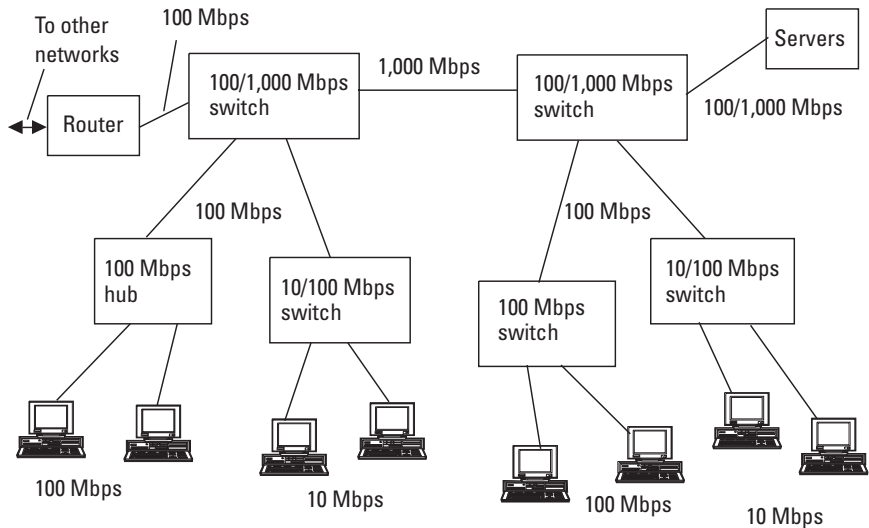 To other
networks
100 Mbps
Servers
100/1,000 Mbps
switch
1,000 Mbps
100/1,000 Mbps
switch
Router
100/1,000 Mbps
100 Mbps
100 Mbps
100 Mbps
hub
10/100 Mbps
switch
100 Mbps
switch
10/100 Mbps
switch
100 Mbps
10 Mbps
100 Mbps
10 Mbps